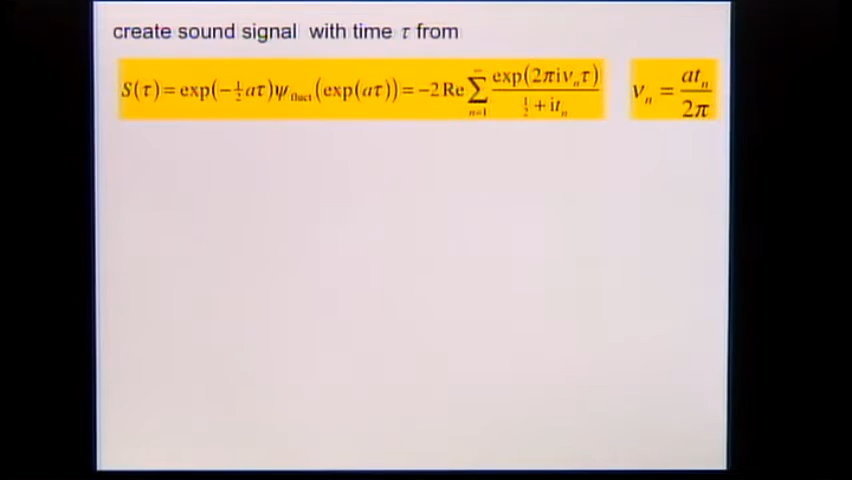 create sound signal with time τ from
S(τ) = exp(−½aτ)ψ_fluct(exp(aτ)) = −2 Re ∑_{n=1}^{∞} exp(2πiν_nτ) / (½ + it_n)
ν_n = at_n / 2π